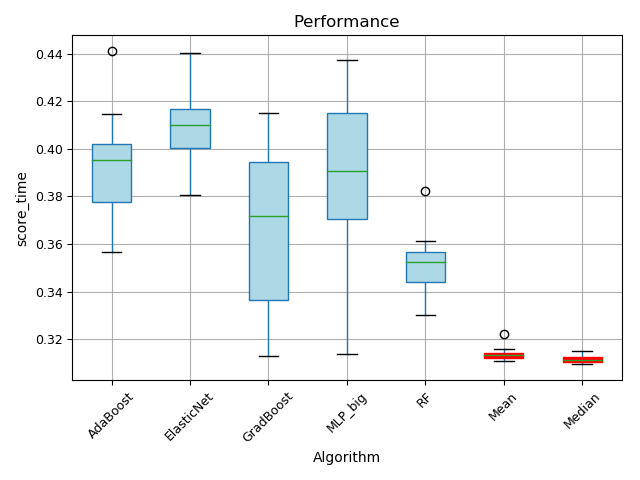 Performance
0.44
0.42
0.40
0.38
0.36
0.34
0.32
score_time
AdaBoost
ElasticNet
GradBoost
MLP_big
RF
Mean
Median
Algorithm